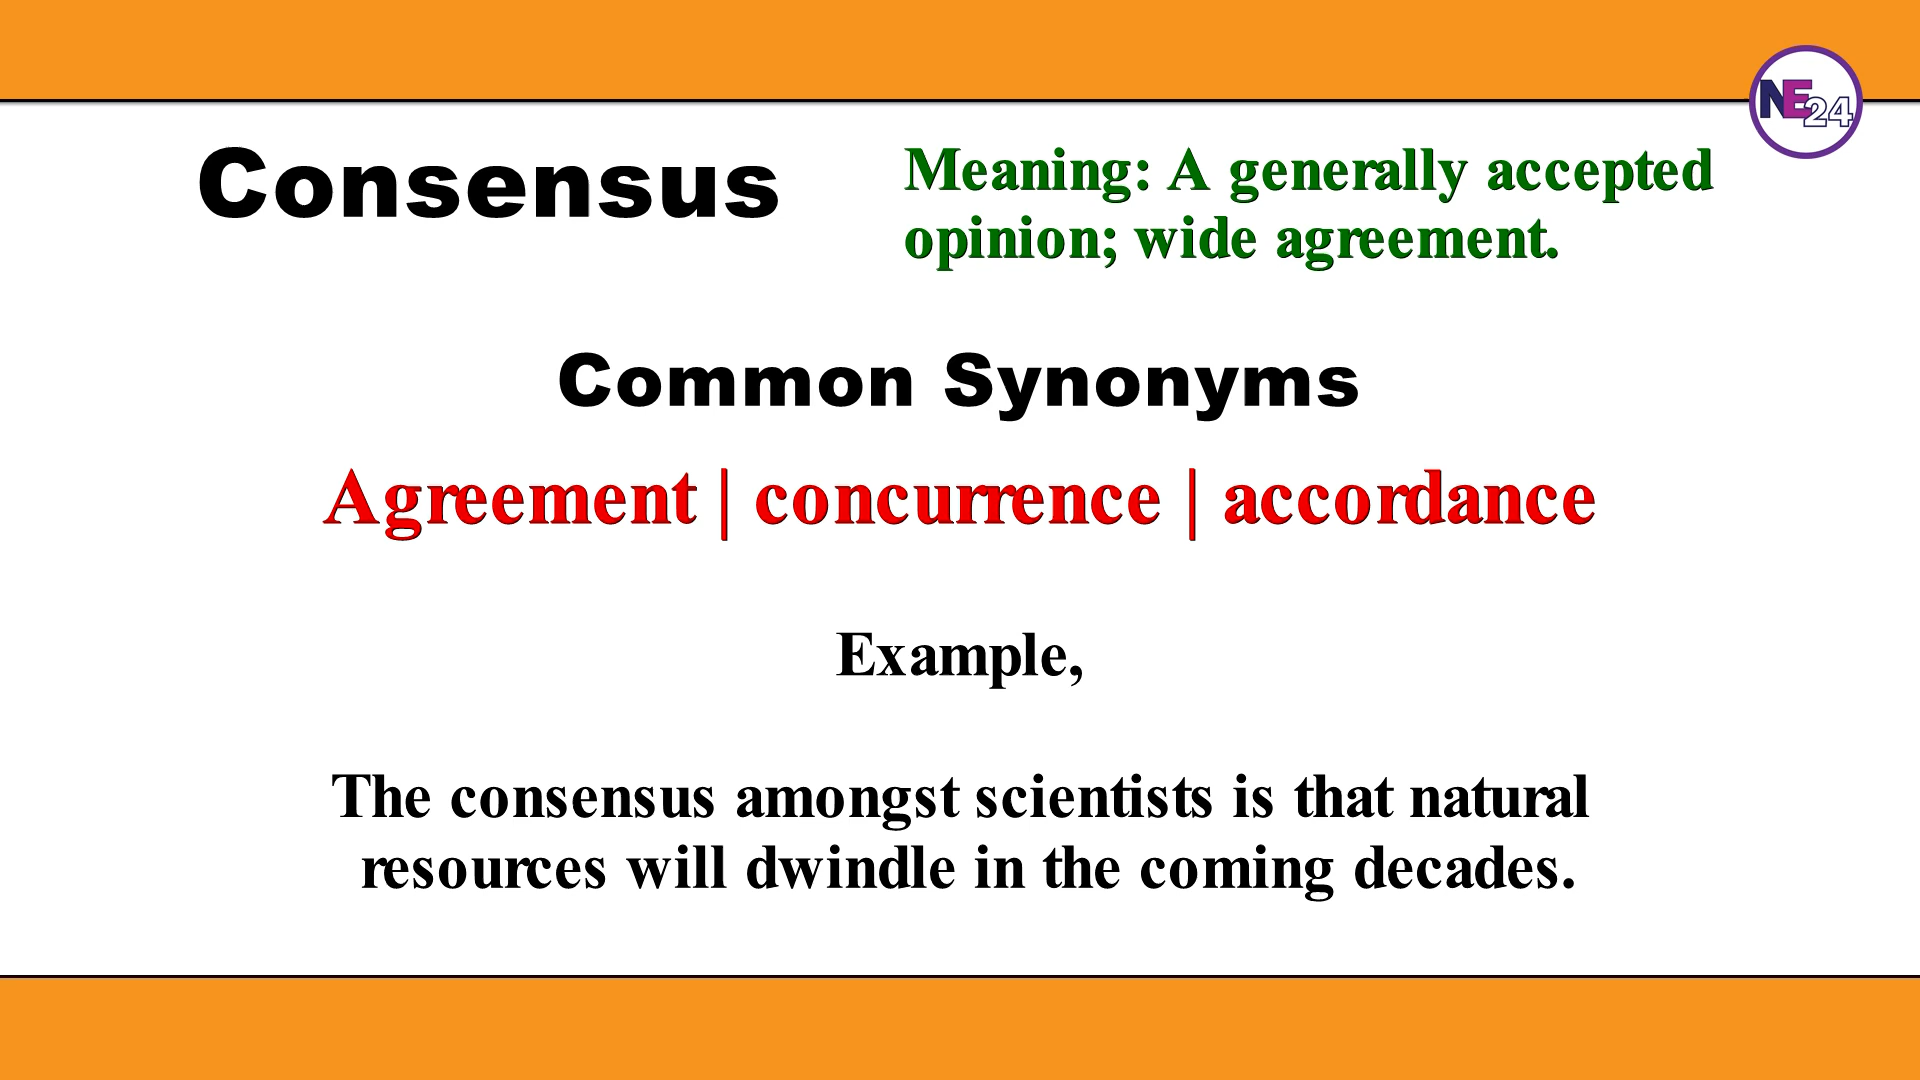 NE24
Consensus
Meaning: A generally accepted
opinion; wide agreement.
Common Synonyms
Agreement | concurrence | accordance
Example,
The consensus amongst scientists is that natural
resources will dwindle in the coming decades.